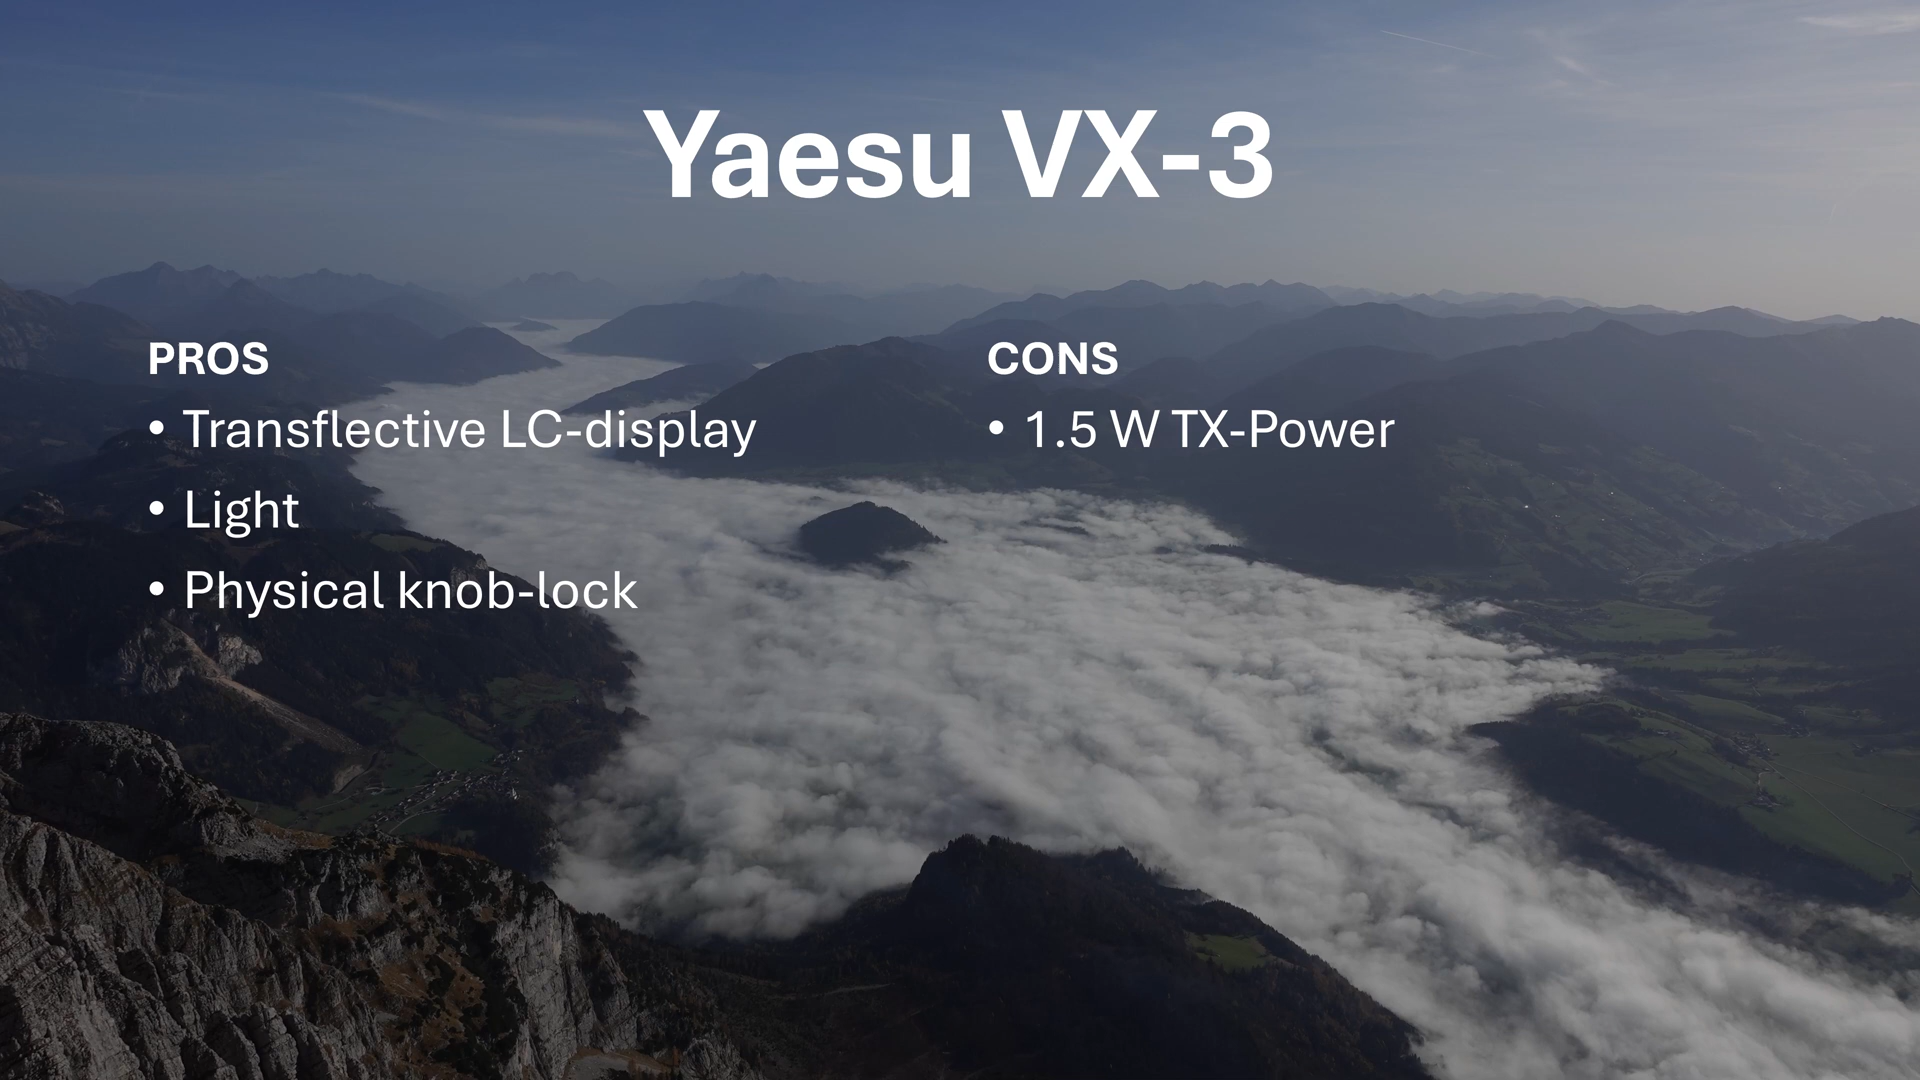 Yaesu VX-3
PROS
• Transflective LC-display
• Light
• Physical knob-lock
CONS
• 1.5 W TX-Power